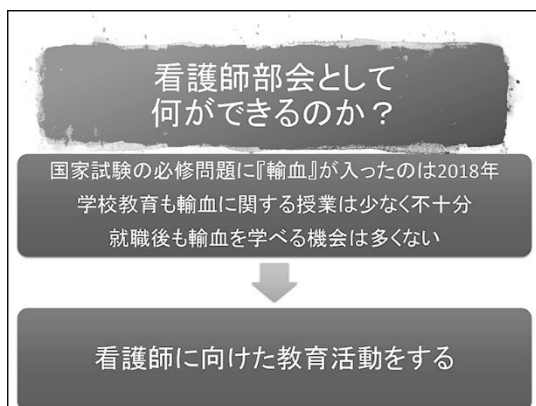 看護師部会として
何ができるのか？
国家試験の必修問題に『輸血』が入ったのは2018年
学校教育も輸血に関する授業は少なく不十分
就職後も輸血を学べる機会は多くない
看護師に向けた教育活動をする